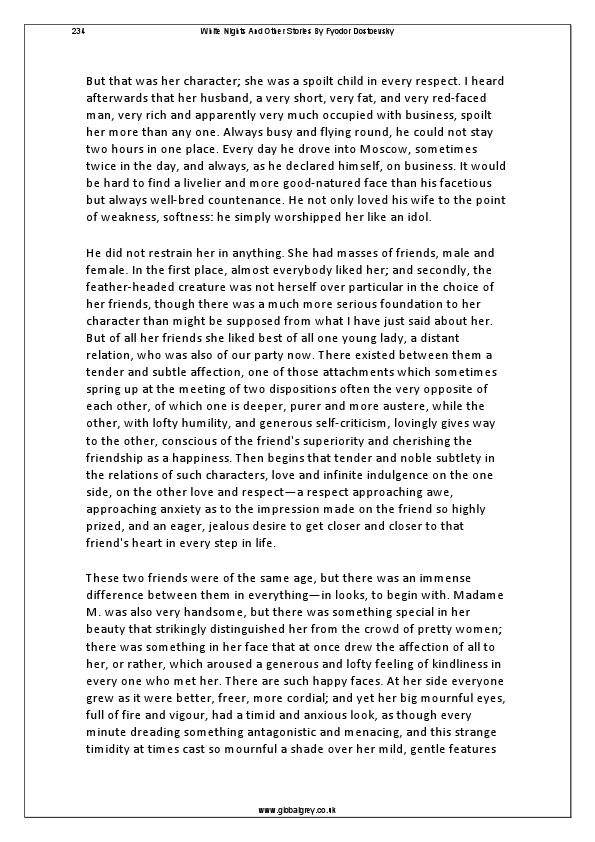 234 White Nights And Other Stories By Fyodor Dostoevsky
But that was her character; she was a spoilt child in every respect. I heard
afterwards that her husband, a very short, very fat, and very red-faced
man, very rich and apparently very much occupied with business, spoilt
her more than any one. Always busy and flying round, he could not stay
two hours in one place. Every day he drove into Moscow, sometimes
twice in the day, and always, as he declared himself, on business. It would
be hard to find a livelier and more good-natured face than his facetious
but always well-bred countenance. He not only loved his wife to the point
of weakness, softness: he simply worshipped her like an idol.
He did not restrain her in anything. She had masses of friends, male and
female. In the first place, almost everybody liked her; and secondly, the
feather-headed creature was not herself over particular in the choice of
her friends, though there was a much more serious foundation to her
character than might be supposed from what I have just said about her.
But of all her friends she liked best of all one young lady, a distant
relation, who was also of our party now. There existed between them a
tender and subtle affection, one of those attachments which sometimes
spring up at the meeting of two dispositions often the very opposite of
each other, of which one is deeper, purer and more austere, while the
other, with lofty humility, and generous self-criticism, lovingly gives way
to the other, conscious of the friend's superiority and cherishing the
friendship as a happiness. Then begins that tender and noble subtlety in
the relations of such characters, love and infinite indulgence on the one
side, on the other love and respect—a respect approaching awe,
approaching anxiety as to the impression made on the friend so highly
prized, and an eager, jealous desire to get closer and closer to that
friend's heart in every step in life.
These two friends were of the same age, but there was an immense
difference between them in everything—in looks, to begin with. Madame
M. was also very handsome, but there was something special in her
beauty that strikingly distinguished her from the crowd of pretty women;
there was something in her face that at once drew the affection of all to
her, or rather, which aroused a generous and lofty feeling of kindliness in
every one who met her. There are such happy faces. At her side everyone
grew as it were better, freer, more cordial; and yet her big mournful eyes,
full of fire and vigour, had a timid and anxious look, as though every
minute dreading something antagonistic and menacing, and this strange
timidity at times cast so mournful a shade over her mild, gentle features
www.globalgrey.co.uk